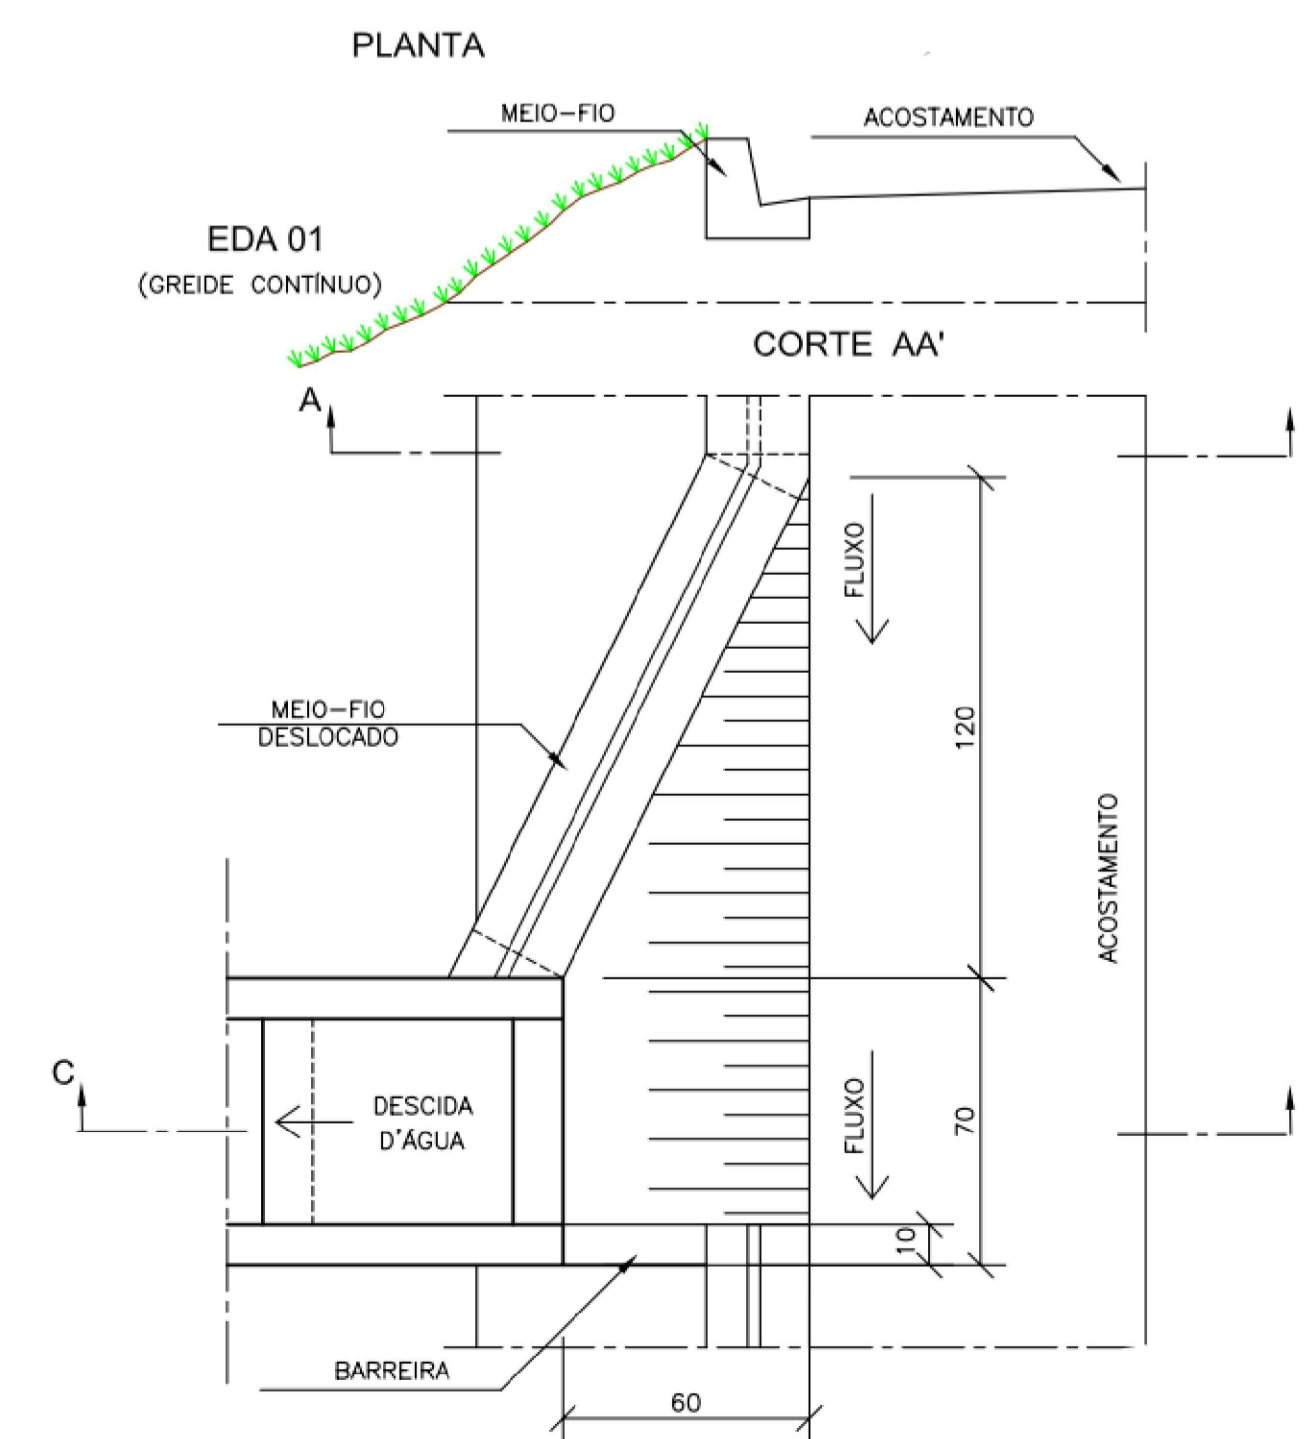 PLANTA
MEIO-FIO
ACOSTAMENTO
EDA 01
(GREIDE CONTÍNUO)
CORTE AA'
A
FLUXO
MEIO-FIO
DESLOCADO
120
ACOSTAMENTO
C
DESCIDA
D'ÁGUA
FLUXO
70
10
BARREIRA
60